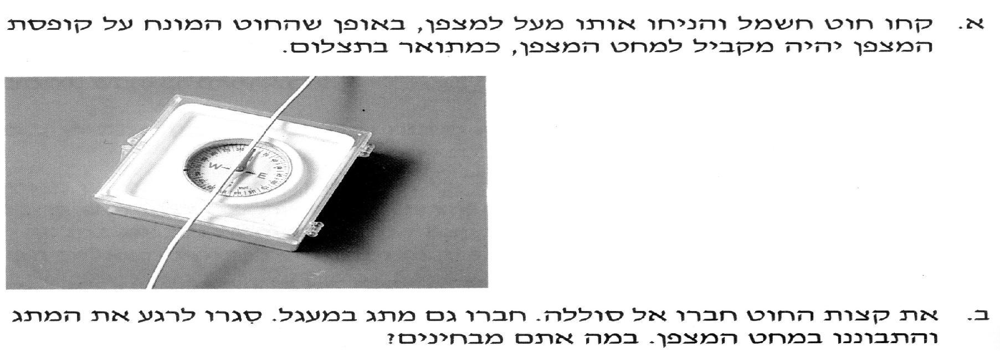 א. קחו חוט חשמל והניחו אותו מעל למצפן, באופן שהחוט המונח על קופסת
המצפן יהיה מקביל למחט המצפן, כמתואר בתצלום.
W
E
ב. את קצות החוט חברו אל סוללה. חברו גם מתג במעגל. סִגרו לרגע את המתג
והתבוננו במחט המצפן. במה אתם מבחינים?